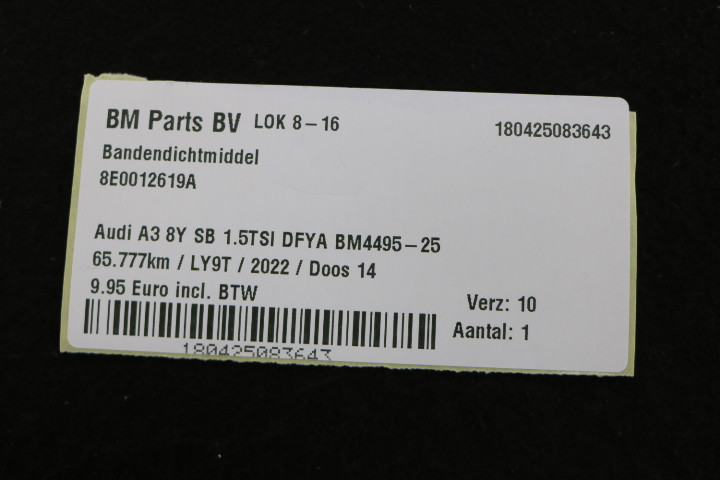 BM Parts BV LOK 8-16 180425083643
Bandendichtmiddel
8E0012619A
Audi A3 8Y SB 1.5TSI DFYA BM4495-25
65.777km / LY9T / 2022 / Doos 14
9.95 Euro incl. BTW
Verz: 10
Aantal: 1
180425083643